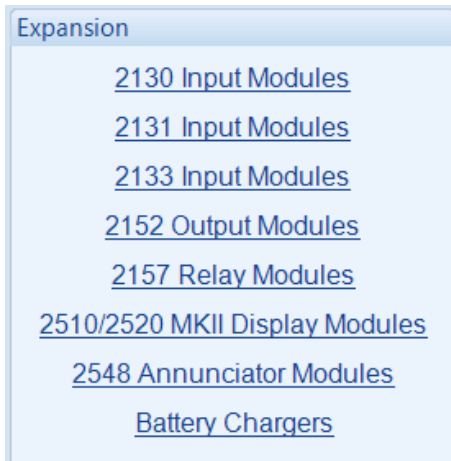 Expansion
2130 Input Modules
2131 Input Modules
2133 Input Modules
2152 Output Modules
2157 Relay Modules
2510/2520 MKII Display Modules
2548 Annunciator Modules
Battery Chargers